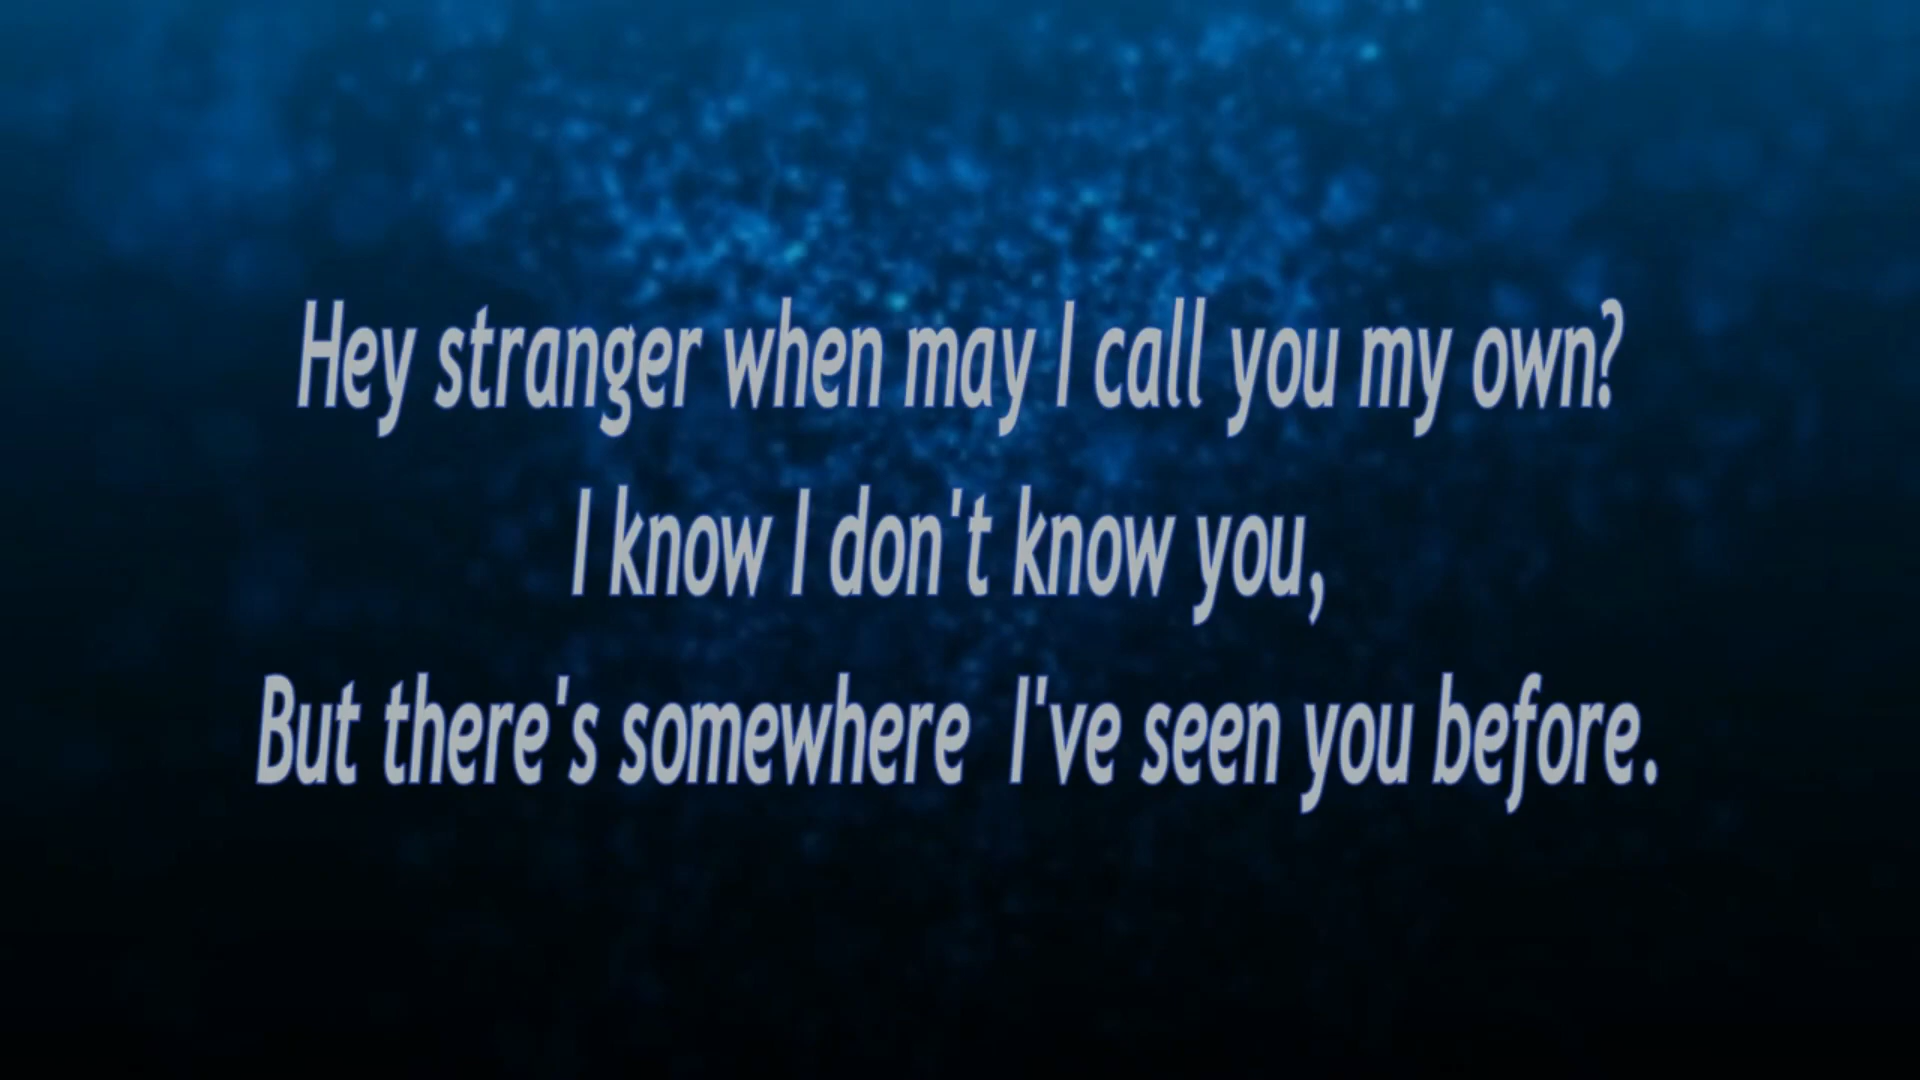 Hey stranger when may I call you my own?
I know I don't know you,
But there's somewhere  I've seen you before.